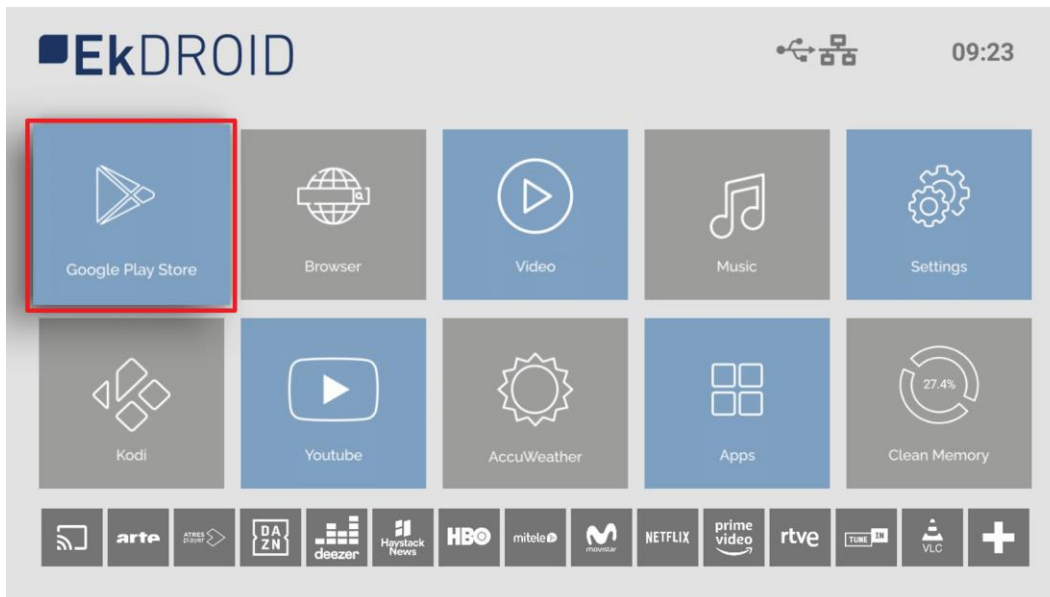 EkDROID
09:23
Google Play Store
Browser
Video
Music
Settings
Kodi
Youtube
AccuWeather
Apps
27.4%
Clean Memory
arte
ATRES
player
DA
ZN
deezer
Haystack
News
HBO
mitele
movistar
NETFLIX
prime
video
rtve
TUNE IN
VLC